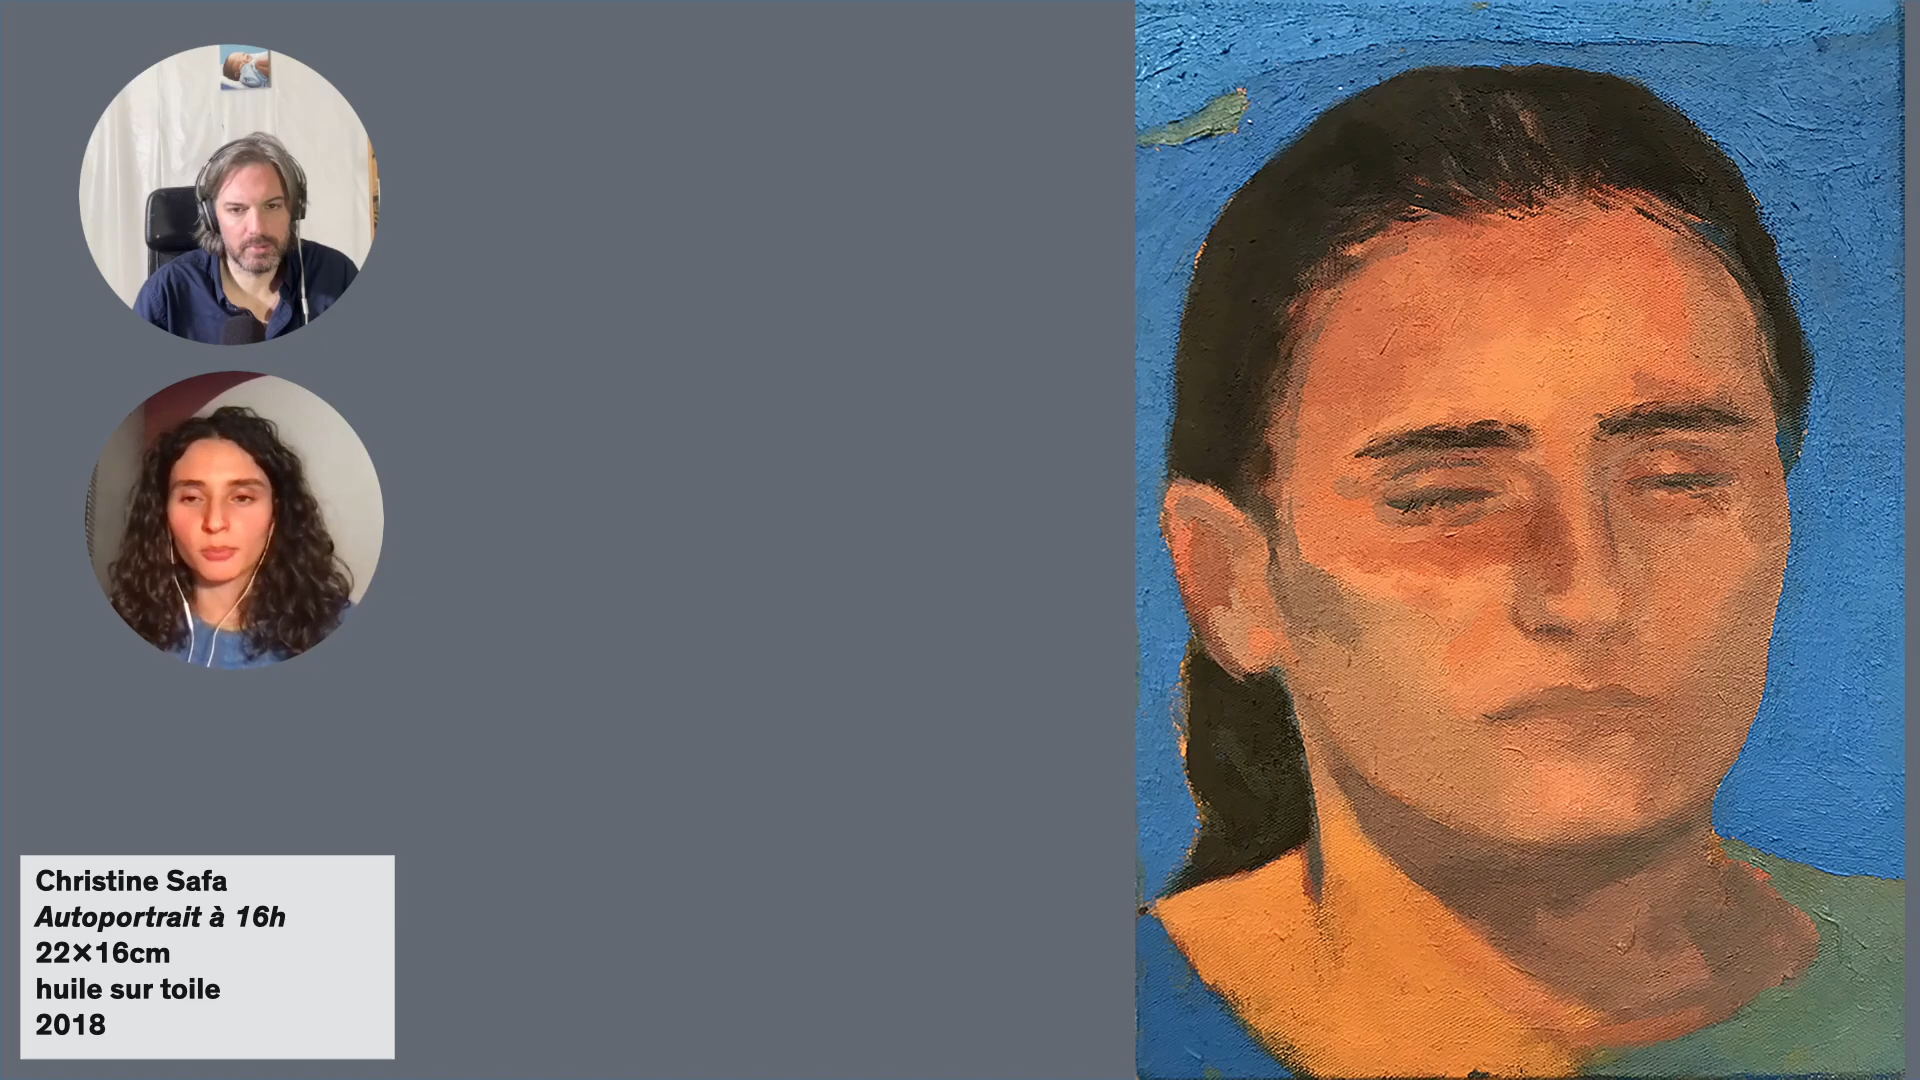 Christine Safa
Autoportrait à 16h
22×16cm
huile sur toile
2018